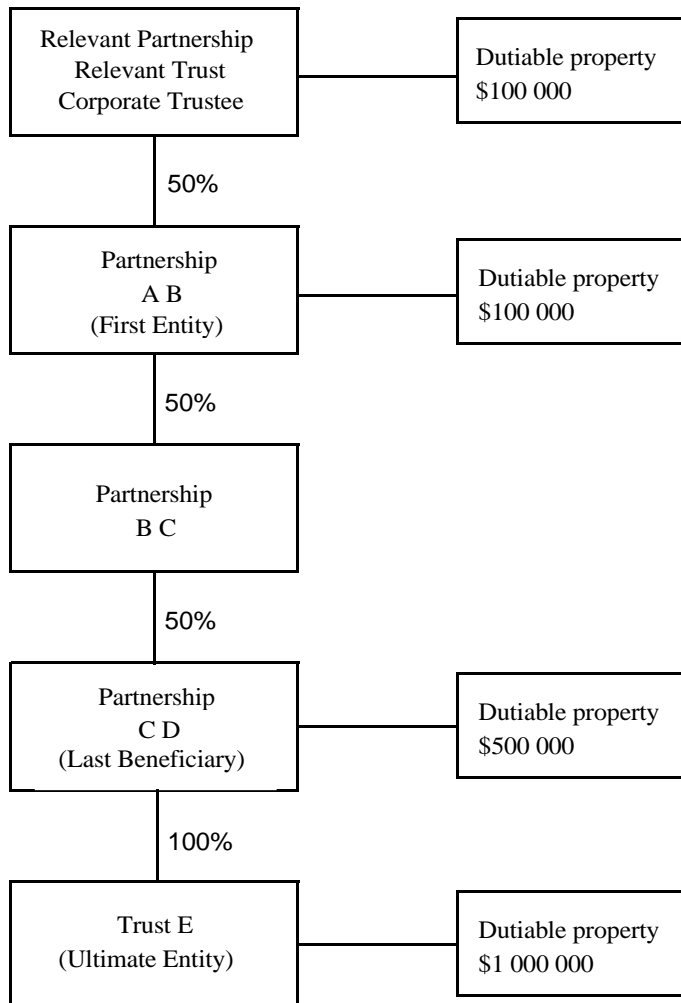 Relevant Partnership
Relevant Trust
Corporate Trustee
Dutiable property
$100 000
50%
Partnership
A B
(First Entity)
Dutiable property
$100 000
50%
Partnership
B C
50%
Partnership
C D
(Last Beneficiary)
Dutiable property
$500 000
100%
Trust E
(Ultimate Entity)
Dutiable property
$1 000 000